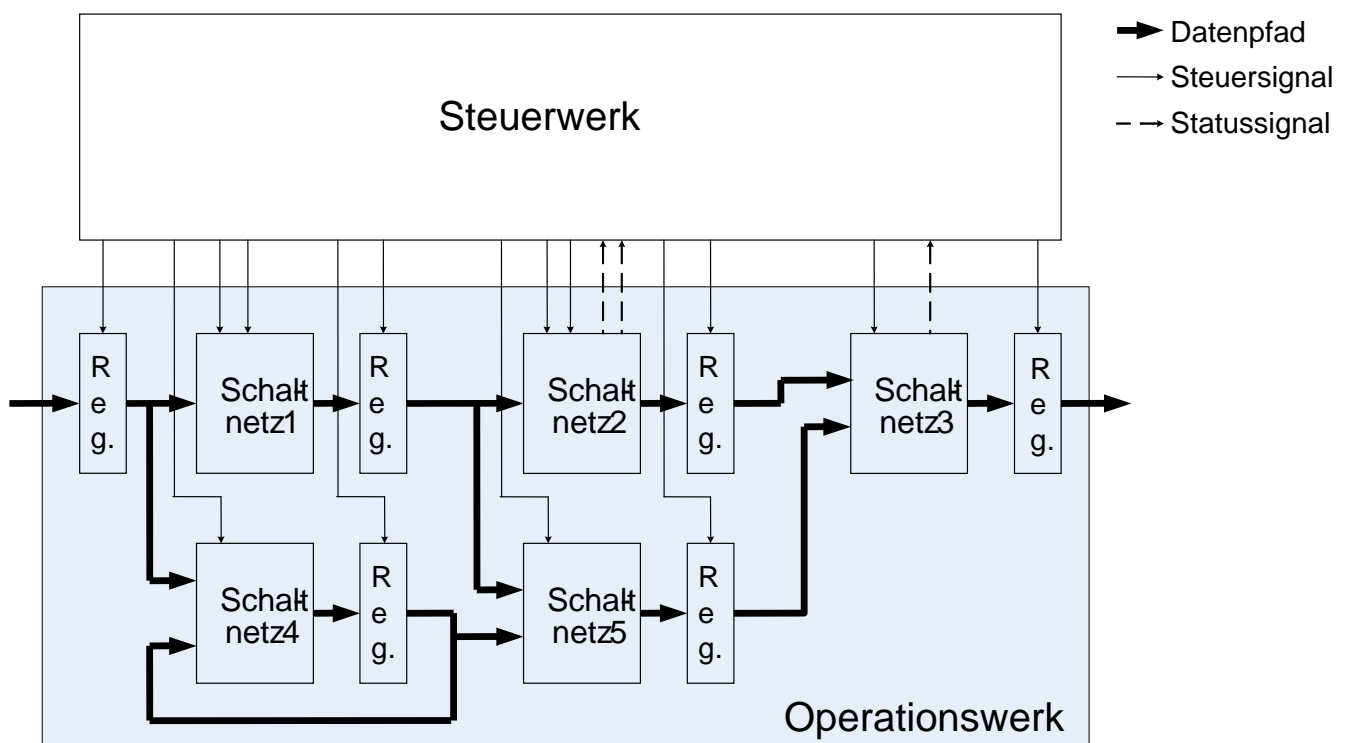 Datenpfad
Steuersignal
Statussignal
Steuerwerk
R
e
g.
Schalt-
netz1
R
e
g.
Schalt-
netz2
R
e
g.
Schalt-
netz3
R
e
g.
Schalt-
netz4
R
e
g.
Schalt-
netz5
R
e
g.
Operationswerk